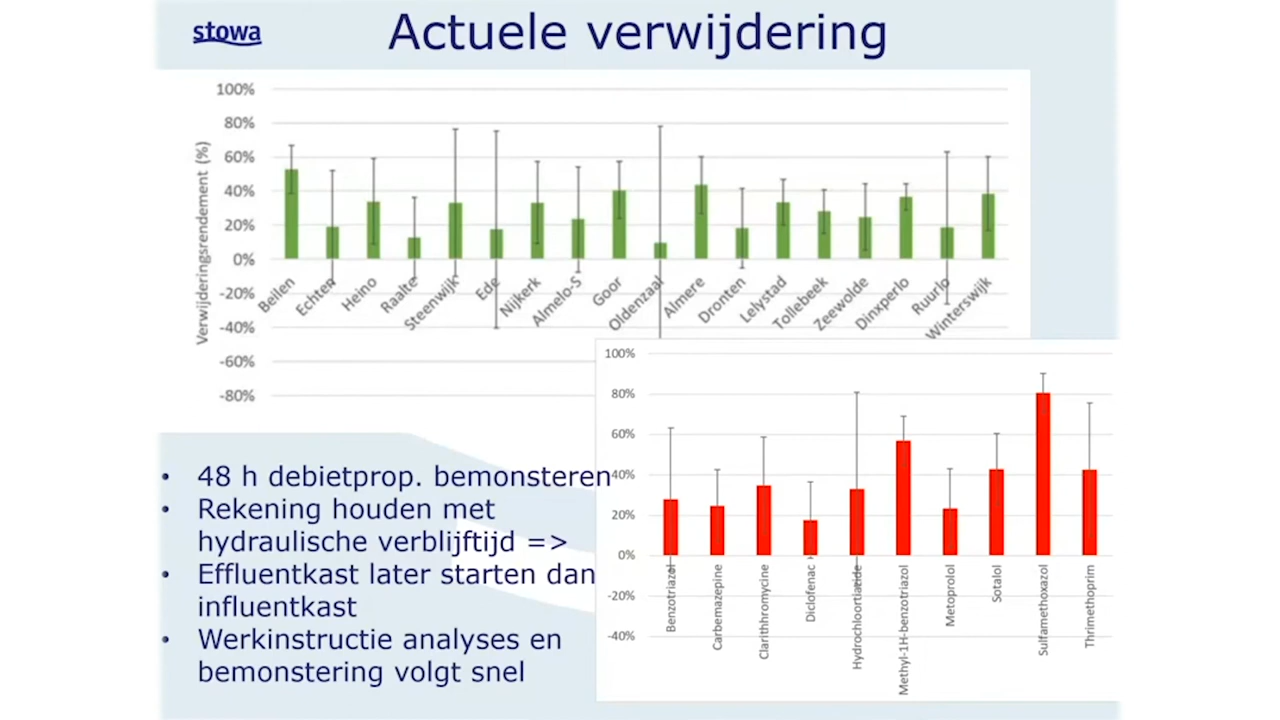 stowa
Actuele verwijdering
Verwijderingsrendement (%)
100%
80%
60%
40%
20%
0%
-20%
-40%
-60%
-80%
Beilen
Echten
Heino
Raalte
Steenwijk
Ede
Nijkerk
Almelo-S
Goor
Oldenzaal
Almere
Dronten
Lelystad
Tollebeek
Zeewolde
Dinxperlo
Ruurlo
Winterswijk
100%
80%
60%
40%
20%
0%
-20%
-40%
Benzotriazol
Carbemazepine
Clarithhromycine
Diclofenac
Hydrochloortiazide
Methyl-1H-benzotriazol
Metoprolol
Sotalol
Sulfamethoxazol
Thrimethoprim
• 48 h debietprop. bemonsteren
• Rekening houden met
hydraulische verblijftijd =>
• Effluentkast later starten dan
influentkast
• Werkinstructie analyses en
bemonstering volgt snel